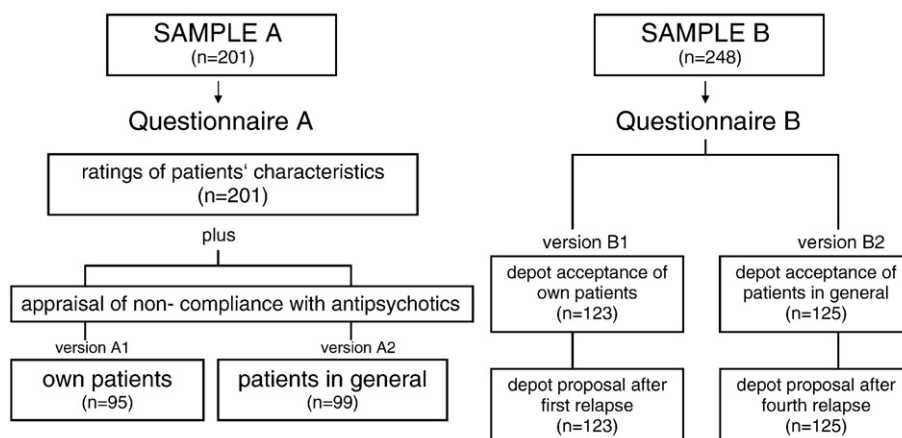 SAMPLE A
(n=201)
Questionnaire A
ratings of patients‘ characteristics
(n=201)
plus
appraisal of non- compliance with antipsychotics
version A1
own patients
(n=95)
version A2
patients in general
(n=99)
SAMPLE B
(n=248)
Questionnaire B
version B1
depot acceptance of
own patients
(n=123)
depot proposal after
first relapse
(n=123)
version B2
depot acceptance of
patients in general
(n=125)
depot proposal after
fourth relapse
(n=125)